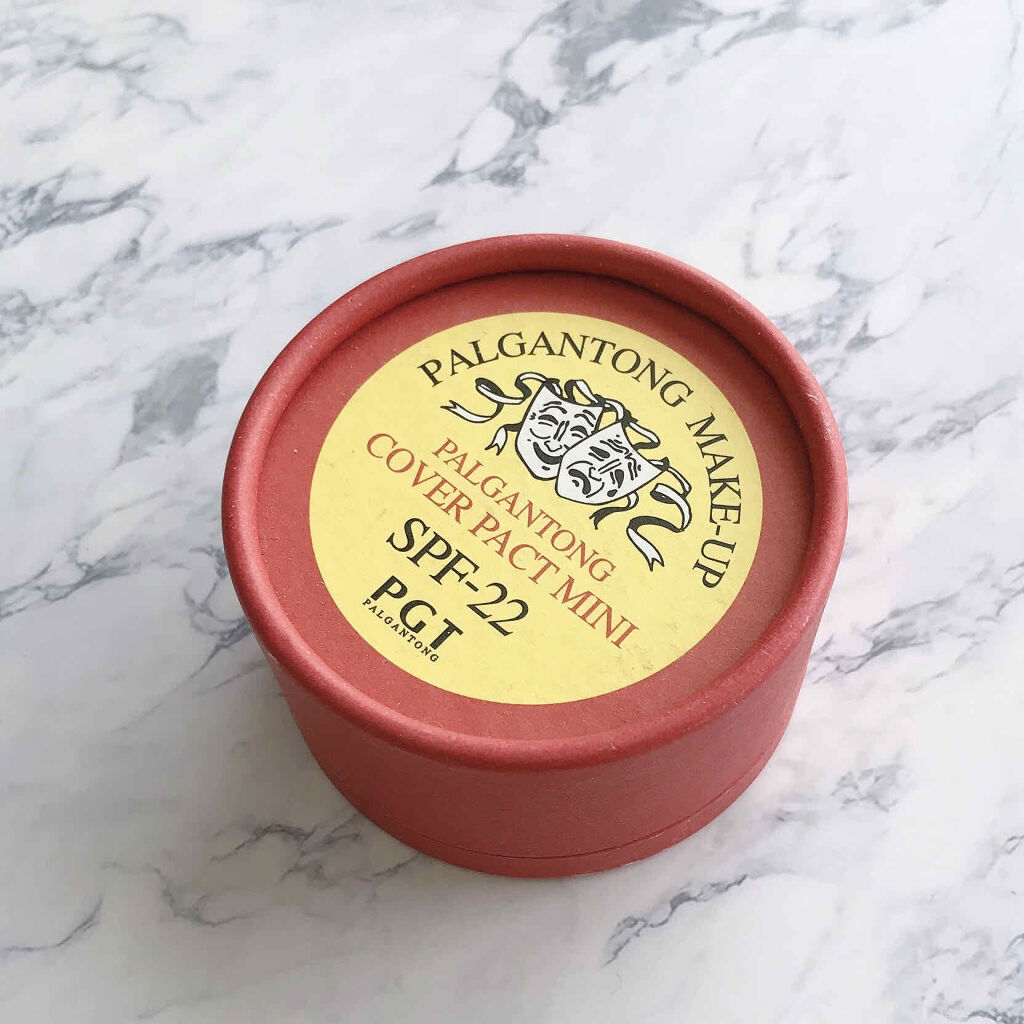 PALGANTONG MAKE-UP
PALGANTONG
COVER PACT MINI
SPF-22
PGT
PALGANTONG